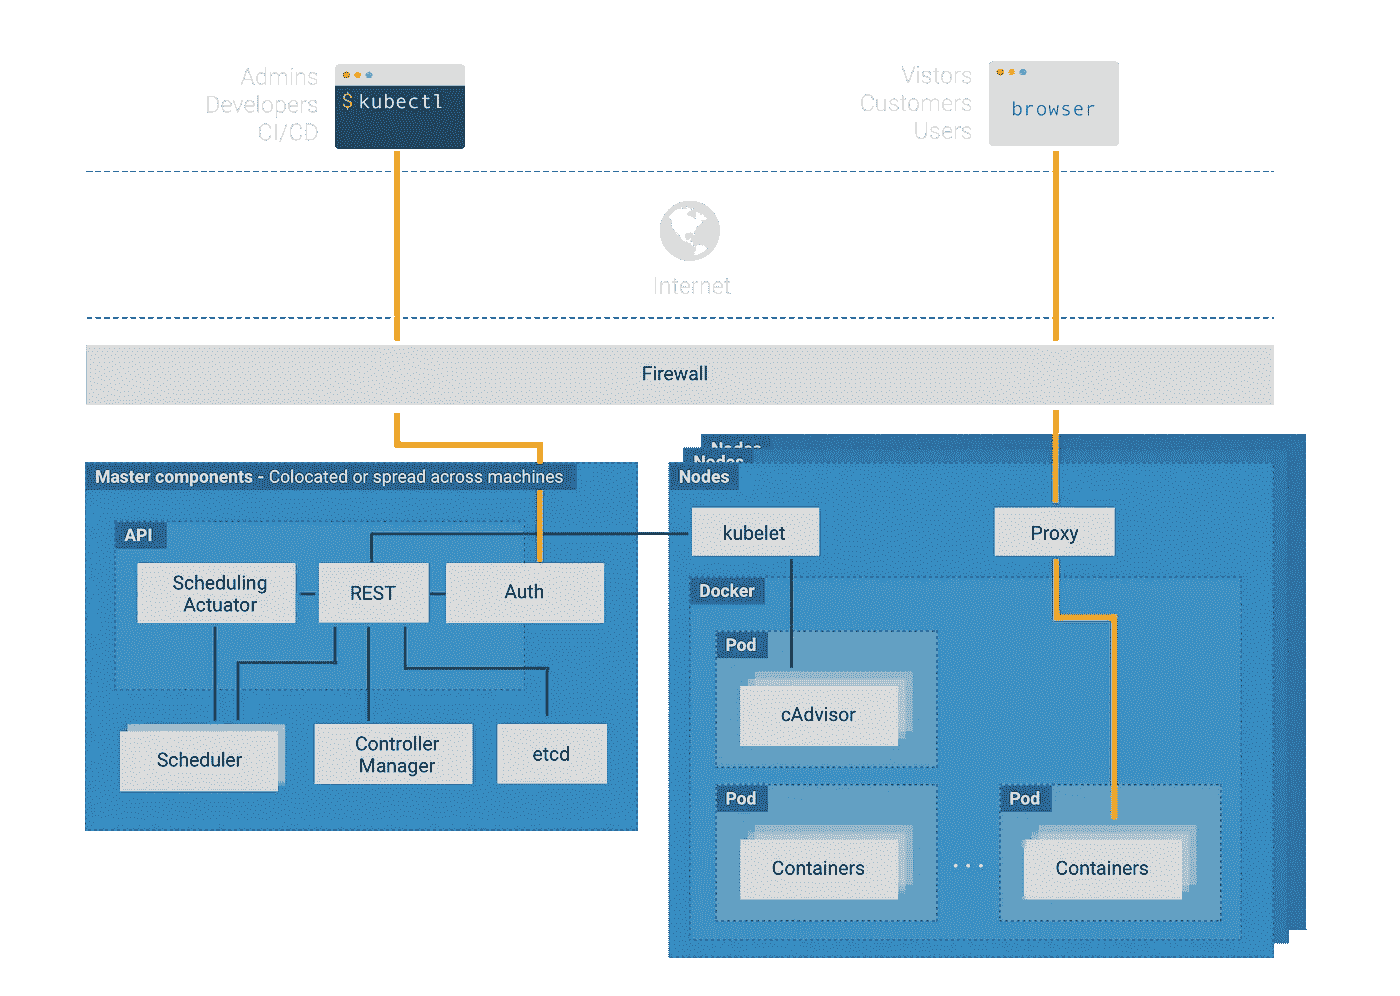 Admins
Developers
CI/CD
$ kubectl
Vistors
Customers
Users
browser
Internet
Firewall
Master components - Colocated or spread across machines
API
Scheduling
Actuator
REST
Auth
Scheduler
Controller
Manager
etcd
Nodes
Nodes
Nodes
kubelet
Proxy
Docker
Pod
cAdvisor
Pod
Containers
...
Pod
Containers